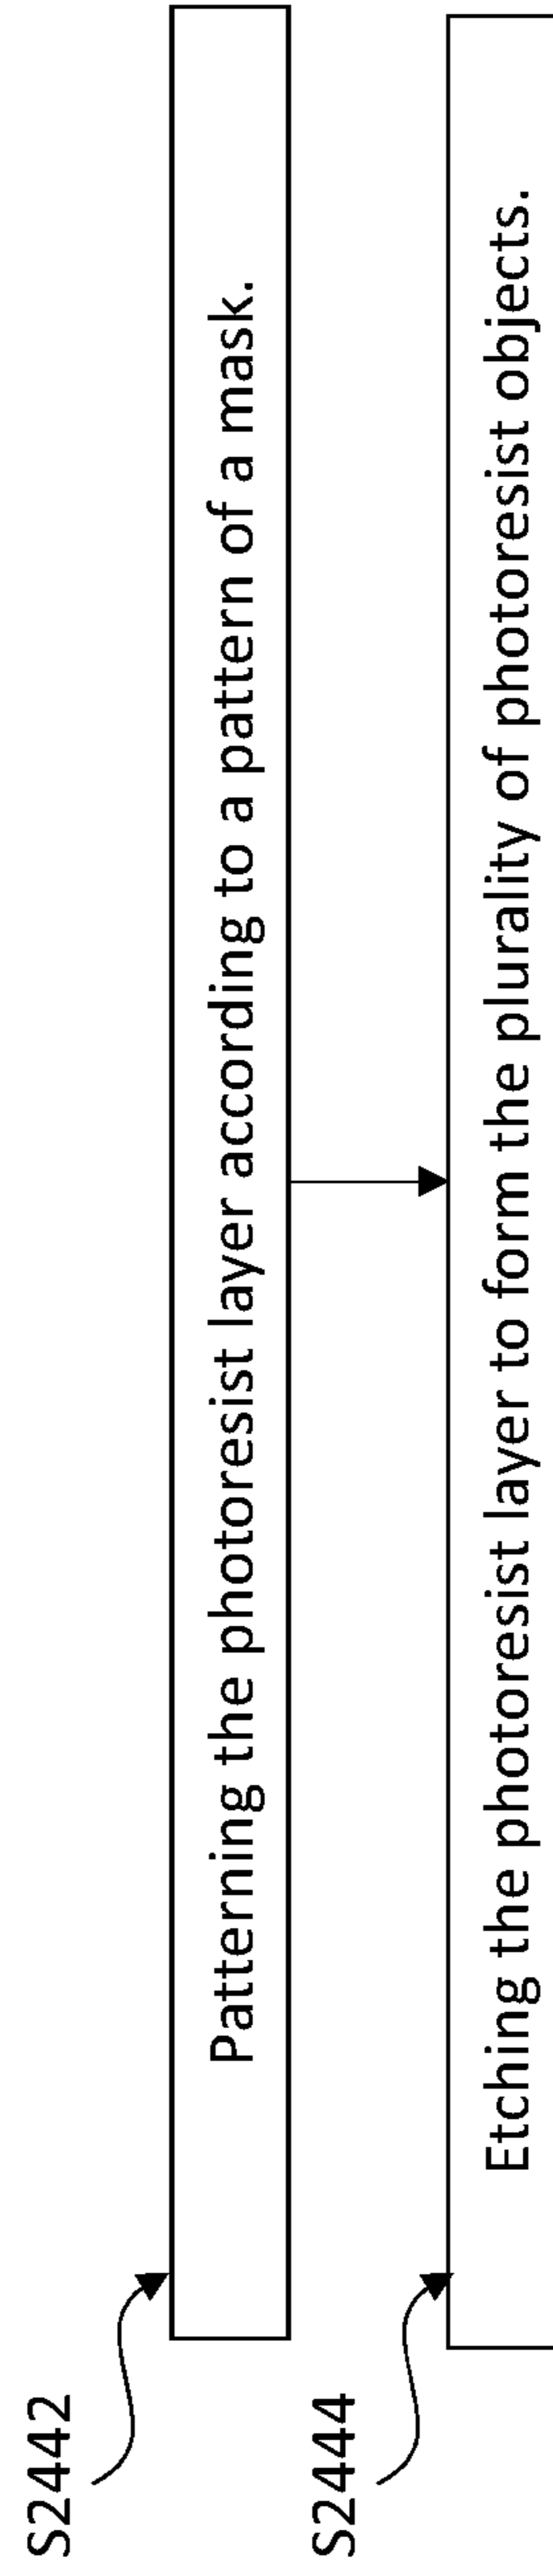 S2442
Patterning the photoresist layer according to a pattern of a mask.
S2444
Etching the photoresist layer to form the plurality of photoresist objects.